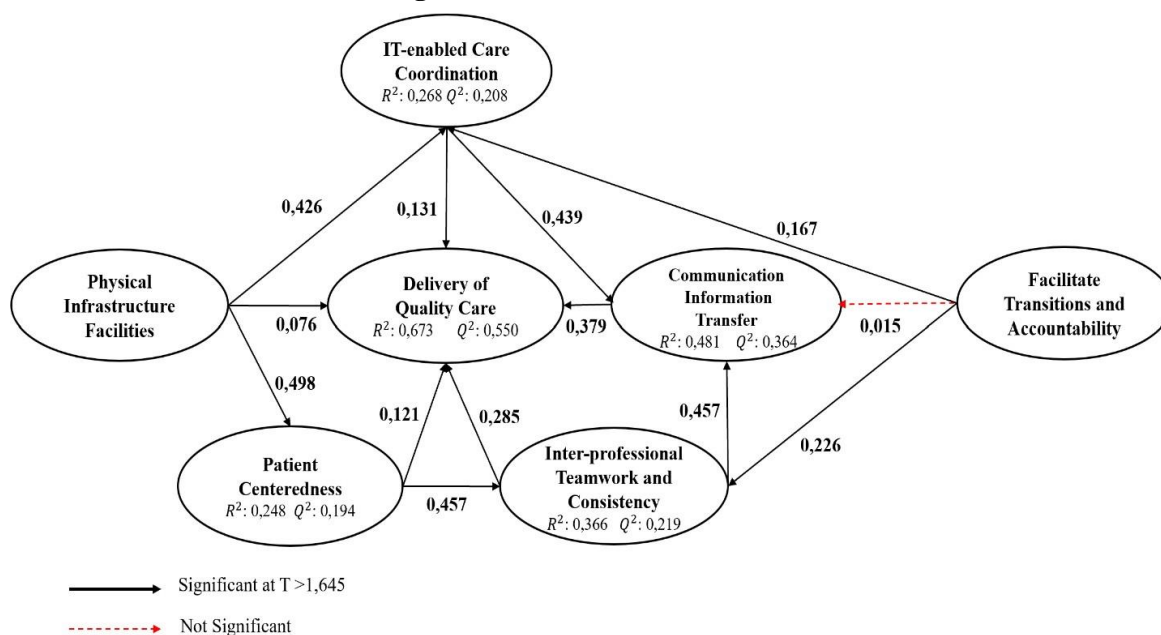 IT-enabled Care
Coordination
R²: 0,268 Q²: 0,208
0,426
0,131
0,439
0,167
Physical
Infrastructure
Facilities
Delivery of
Quality Care
R²: 0,673 Q²: 0,550
Communication
Information
Transfer
R²: 0,481 Q²: 0,364
Facilitate
Transitions and
Accountability
0,076
0,379
0,015
0,498
0,121
0,285
0,457
0,226
Patient
Centeredness
R²: 0,248 Q²: 0,194
0,457
Inter-professional
Teamwork and
Consistency
R²: 0,366 Q²: 0,219
Significant at T >1,645
Not Significant